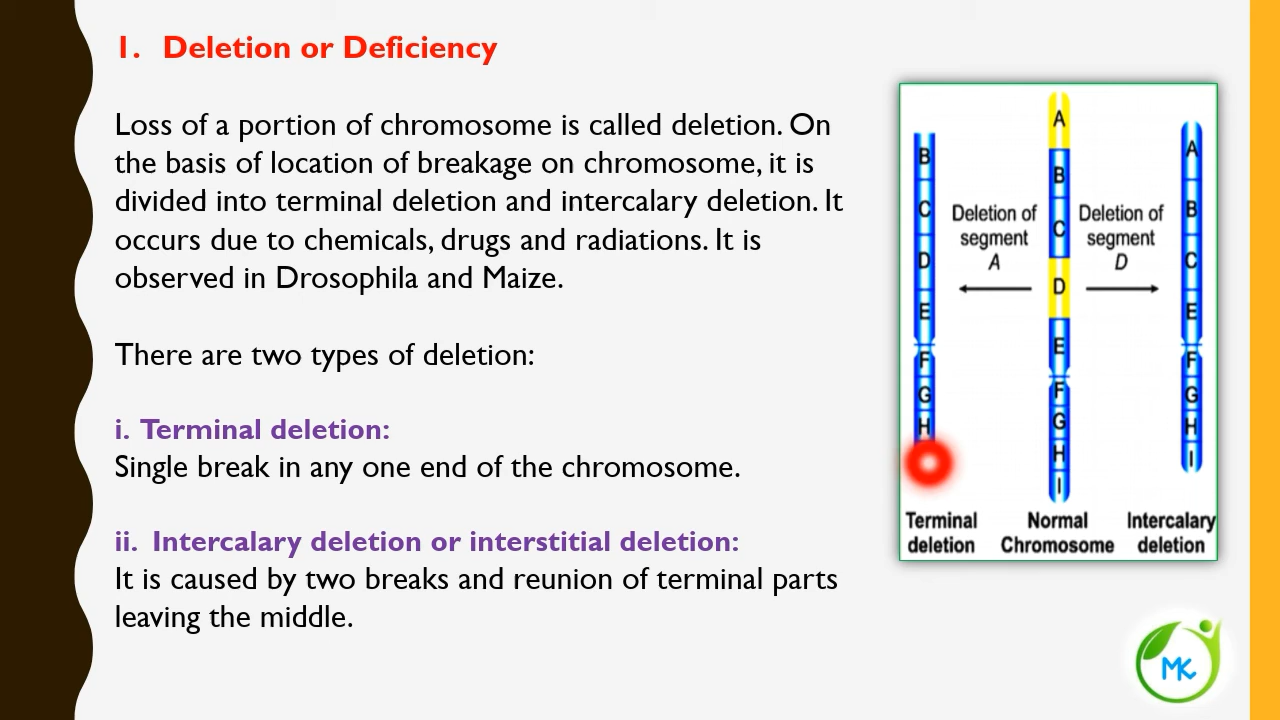 1. Deletion or Deficiency
Loss of a portion of chromosome is called deletion. On
the basis of location of breakage on chromosome, it is
divided into terminal deletion and intercalary deletion. It
occurs due to chemicals, drugs and radiations. It is
observed in Drosophila and Maize.
There are two types of deletion:
i. Terminal deletion:
Single break in any one end of the chromosome.
ii. Intercalary deletion or interstitial deletion:
It is caused by two breaks and reunion of terminal parts
leaving the middle.
B
C
D
E
F
G
H
Deletion of
segment
A
A
B
C
D
E
F
G
H
I
Deletion of
segment
D
A
B
C
E
F
G
H
I
Terminal
deletion
Normal
Chromosome
Intercalary
deletion
MK